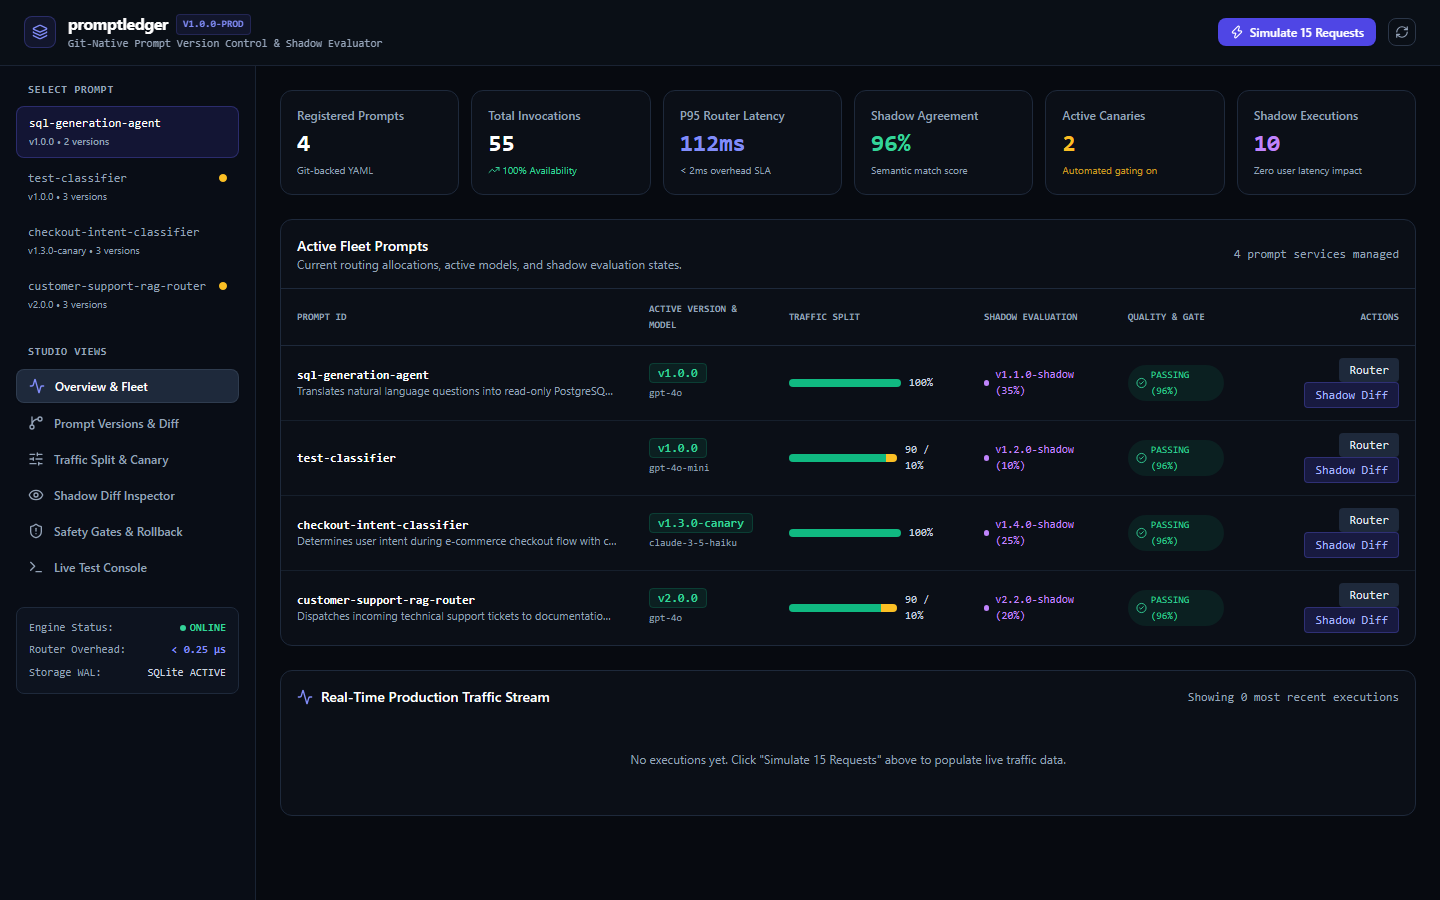 promptledger V1.0.0-PROD
Git-Native Prompt Version Control & Shadow Evaluator
Simulate 15 Requests
SELECT PROMPT
sql-generation-agent
v1.0.0 • 2 versions
test-classifier
v1.0.0 • 3 versions
checkout-intent-classifier
v1.3.0-canary • 3 versions
customer-support-rag-router
v2.0.0 • 3 versions
STUDIO VIEWS
Overview & Fleet
Prompt Versions & Diff
Traffic Split & Canary
Shadow Diff Inspector
Safety Gates & Rollback
Live Test Console
Engine Status: ONLINE
Router Overhead: < 0.25 µs
Storage WAL: SQLite ACTIVE
Registered Prompts
4
Git-backed YAML
Total Invocations
55
100% Availability
P95 Router Latency
112ms
< 2ms overhead SLA
Shadow Agreement
96%
Semantic match score
Active Canaries
2
Automated gating on
Shadow Executions
10
Zero user latency impact
Active Fleet Prompts
Current routing allocations, active models, and shadow evaluation states.
4 prompt services managed
PROMPT ID
ACTIVE VERSION &
MODEL
TRAFFIC SPLIT
SHADOW EVALUATION
QUALITY & GATE
ACTIONS
sql-generation-agent
Translates natural language questions into read-only PostgreSQ...
v1.0.0
gpt-4o
100%
v1.1.0-shadow
(35%)
PASSING
(96%)
Router
Shadow Diff
test-classifier
v1.0.0
gpt-4o-mini
90 /
10%
v1.2.0-shadow
(10%)
PASSING
(96%)
Router
Shadow Diff
checkout-intent-classifier
Determines user intent during e-commerce checkout flow with c...
v1.3.0-canary
claude-3-5-haiku
100%
v1.4.0-shadow
(25%)
PASSING
(96%)
Router
Shadow Diff
customer-support-rag-router
Dispatches incoming technical support tickets to documentatio...
v2.0.0
gpt-4o
90 /
10%
v2.2.0-shadow
(20%)
PASSING
(96%)
Router
Shadow Diff
Real-Time Production Traffic Stream
Showing 0 most recent executions
No executions yet. Click "Simulate 15 Requests" above to populate live traffic data.